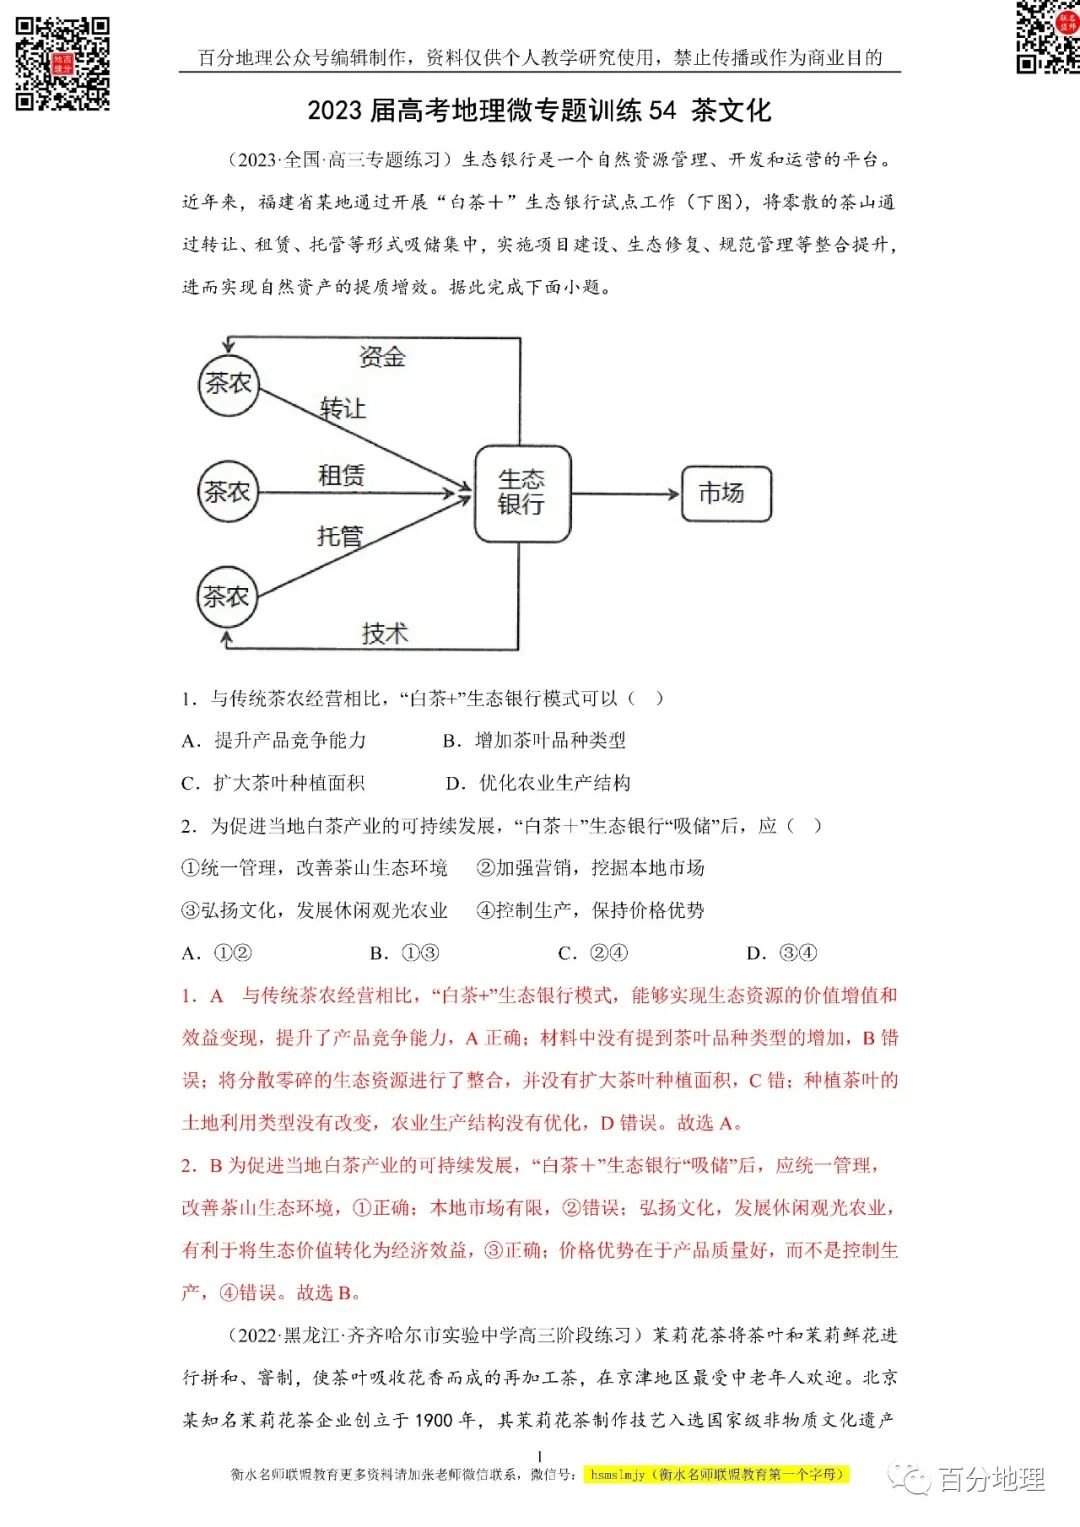 百分地理公众号编辑制作，资料仅供个人教学研究使用，禁止传播或作为商业目的
2023 届高考地理微专题训练 54 茶文化
（2023·全国·高三专题练习）生态银行是一个自然资源管理、开发和运营的平台。
近年来，福建省某地通过开展“白茶＋”生态银行试点工作（下图），将零散的茶山通
过转让、租赁、托管等形式吸储集中，实施项目建设、生态修复、规范管理等整合提升，
进而实现自然资产的提质增效。据此完成下面小题。
资金
茶农
转让
租赁
茶农
生态
银行
市场
托管
茶农
技术
1．与传统茶农经营相比，“白茶+”生态银行模式可以（ ）
A．提升产品竞争能力 B．增加茶叶品种类型
C．扩大茶叶种植面积 D．优化农业生产结构
2．为促进当地白茶产业的可持续发展，“白茶＋”生态银行“吸储”后，应（ ）
①统一管理，改善茶山生态环境 ②加强营销，挖掘本地市场
③弘扬文化，发展休闲观光农业 ④控制生产，保持价格优势
A．①② B．①③ C．②④ D．③④
1．A 与传统茶农经营相比，“白茶+”生态银行模式，能够实现生态资源的价值增值和
效益变现，提升了产品竞争能力，A 正确；材料中没有提到茶叶品种类型的增加，B 错
误；将分散零碎的生态资源进行了整合，并没有扩大茶叶种植面积，C 错；种植茶叶的
土地利用类型没有改变，农业生产结构没有优化，D 错误。故选 A。
2．B 为促进当地白茶产业的可持续发展，“白茶＋”生态银行“吸储”后，应统一管理，
改善茶山生态环境，①正确；本地市场有限，②错误；弘扬文化，发展休闲观光农业，
有利于将生态价值转化为经济效益，③正确；价格优势在于产品质量好，而不是控制生
产，④错误。故选 B。
（2022·黑龙江·齐齐哈尔市实验中学高三阶段练习）茉莉花茶将茶叶和茉莉鲜花进
行拼和、窨制，使茶叶吸收花香而成的再加工茶，在京津地区最受中老年人欢迎。北京
某知名茉莉花茶企业创立于 1900 年，其茉莉花茶制作技艺入选国家级非物质文化遗产
1
衡水名师联盟教育更多资料请加张老师微信联系，微信号： hsmslmjy（衡水名师联盟教育第一个字母）
百分地理